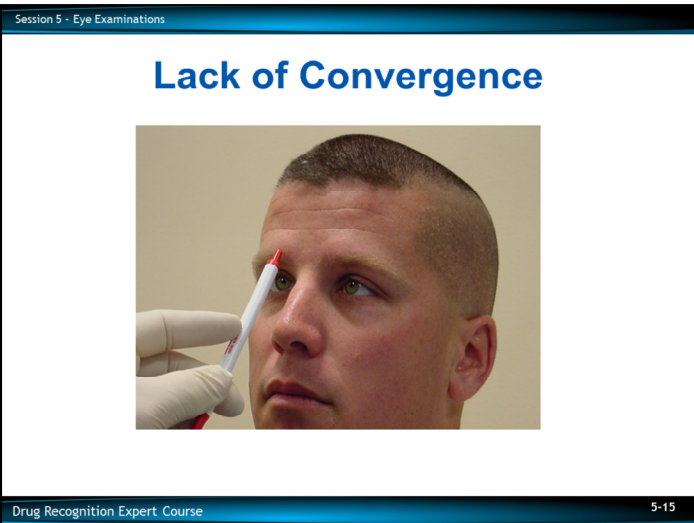 Session 5 - Eye Examinations
Lack of Convergence
Drug Recognition Expert Course
5-15